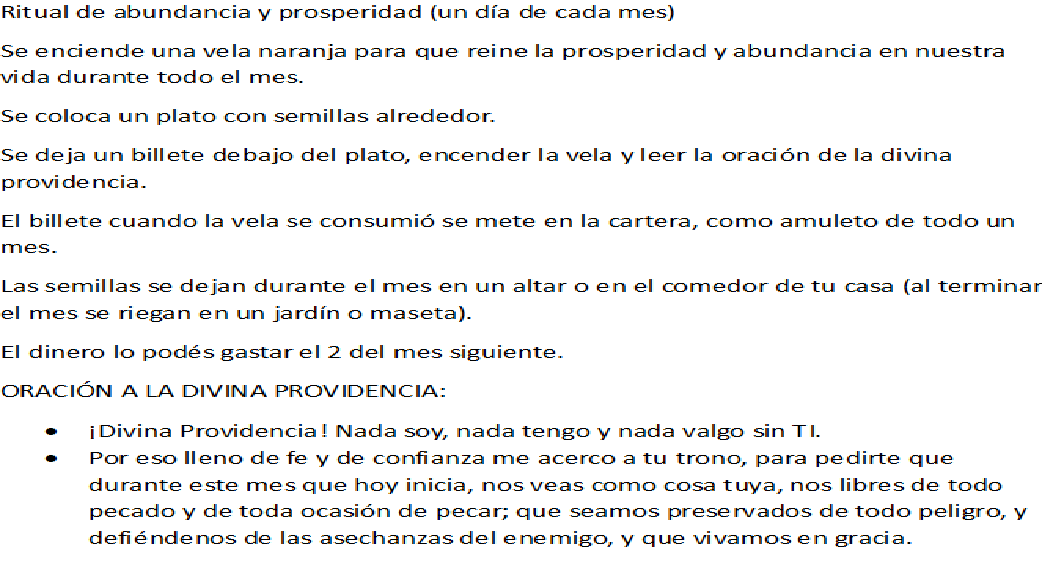 Ritual de abundancia y prosperidad (un día de cada mes)
Se enciende una vela naranja para que reine la prosperidad y abundancia en nuestra
vida durante todo el mes.
Se coloca un plato con semillas alrededor.
Se deja un billete debajo del plato, encender la vela y leer la oración de la divina
providencia.
El billete cuando la vela se consumió se mete en la cartera, como amuleto de todo un
mes.
Las semillas se dejan durante el mes en un altar o en el comedor de tu casa (al terminar
el mes se riegan en un jardín o maseta).
El dinero lo podés gastar el 2 del mes siguiente.
ORACIÓN A LA DIVINA PROVIDENCIA:
• ¡Divina Providencia! Nada soy, nada tengo y nada valgo sin TI.
• Por eso lleno de fe y de confianza me acerco a tu trono, para pedirte que
durante este mes que hoy inicia, nos veas como cosa tuya, nos libres de todo
pecado y de toda ocasión de pecar; que seamos preservados de todo peligro, y
defiéndenos de las asechanzas del enemigo, y que vivamos en gracia.